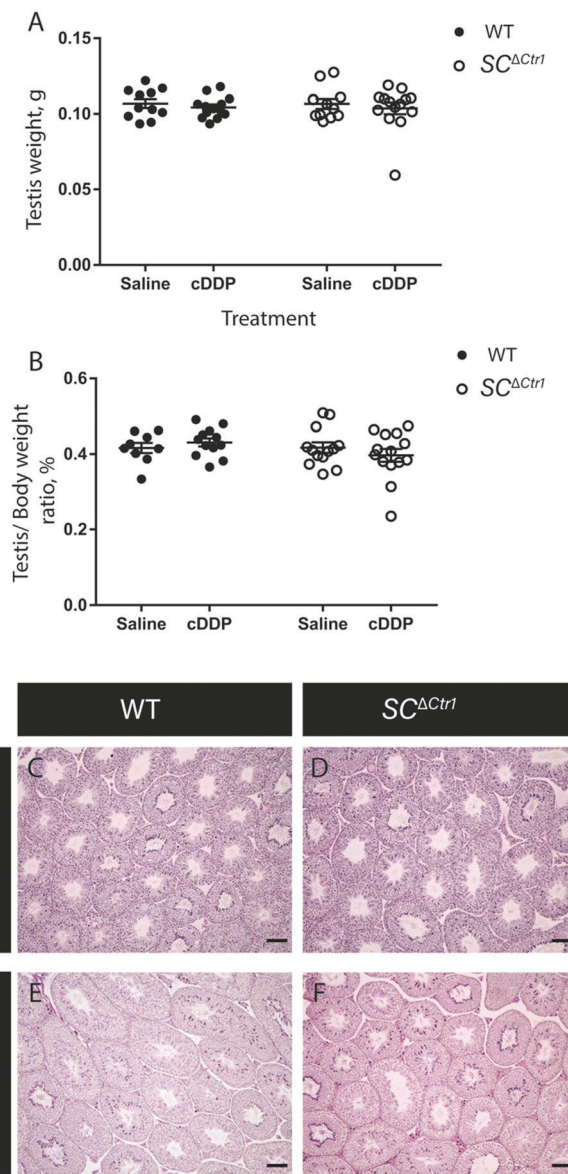 A
WT
SC^ΔCtr1
0.15
0.10
0.05
0.00
Testis weight, g
Saline cDDP Saline cDDP
Treatment
B
WT
SC^ΔCtr1
0.6
0.4
0.2
0.0
Testis/ Body weight
ratio, %
Saline cDDP Saline cDDP
WT SC^ΔCtr1
C D
E F